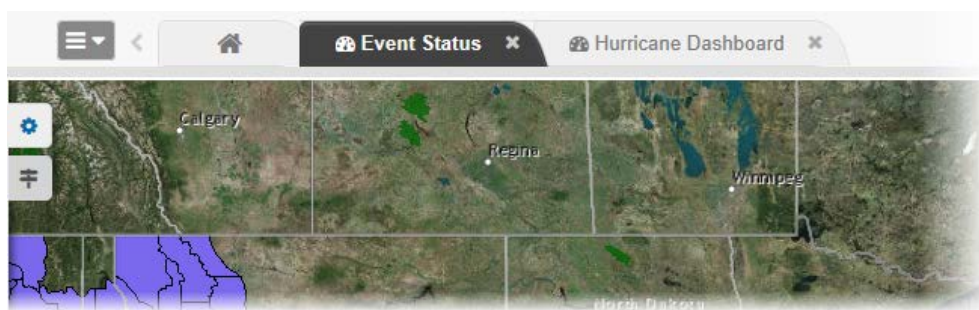 Event Status
Hurricane Dashboard
Calgary
Regina
Winnipeg
North Dakota